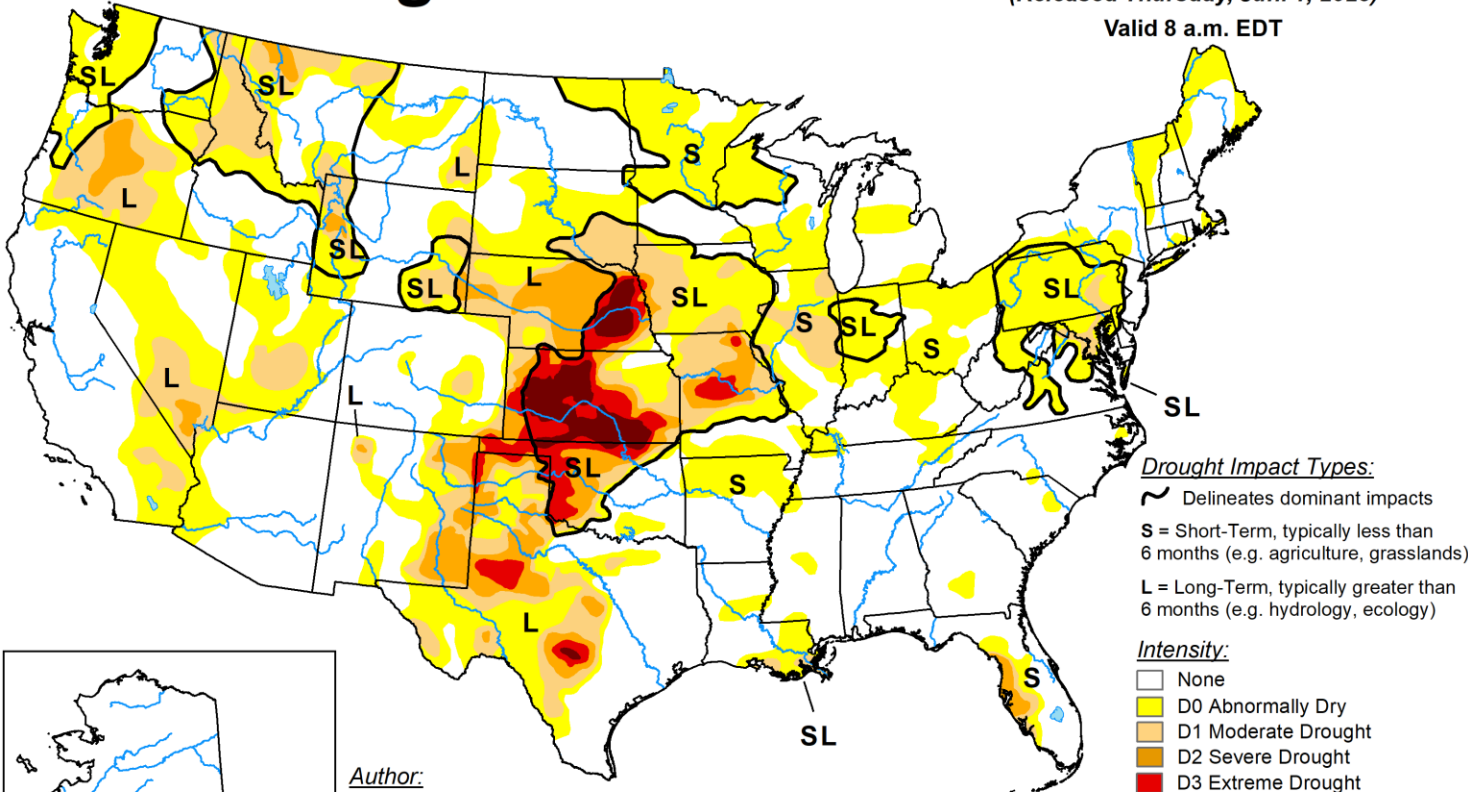 Valid 8 a.m. EDT
SL
SL
S
L
L
SL
SL
L
SL
S
SL
S
SL
SL
L
L
SL
S
L
S
SL
Drought Impact Types:
Delineates dominant impacts
S = Short-Term, typically less than
6 months (e.g. agriculture, grasslands)
L = Long-Term, typically greater than
6 months (e.g. hydrology, ecology)
Intensity:
None
D0 Abnormally Dry
D1 Moderate Drought
D2 Severe Drought
D3 Extreme Drought
Author: